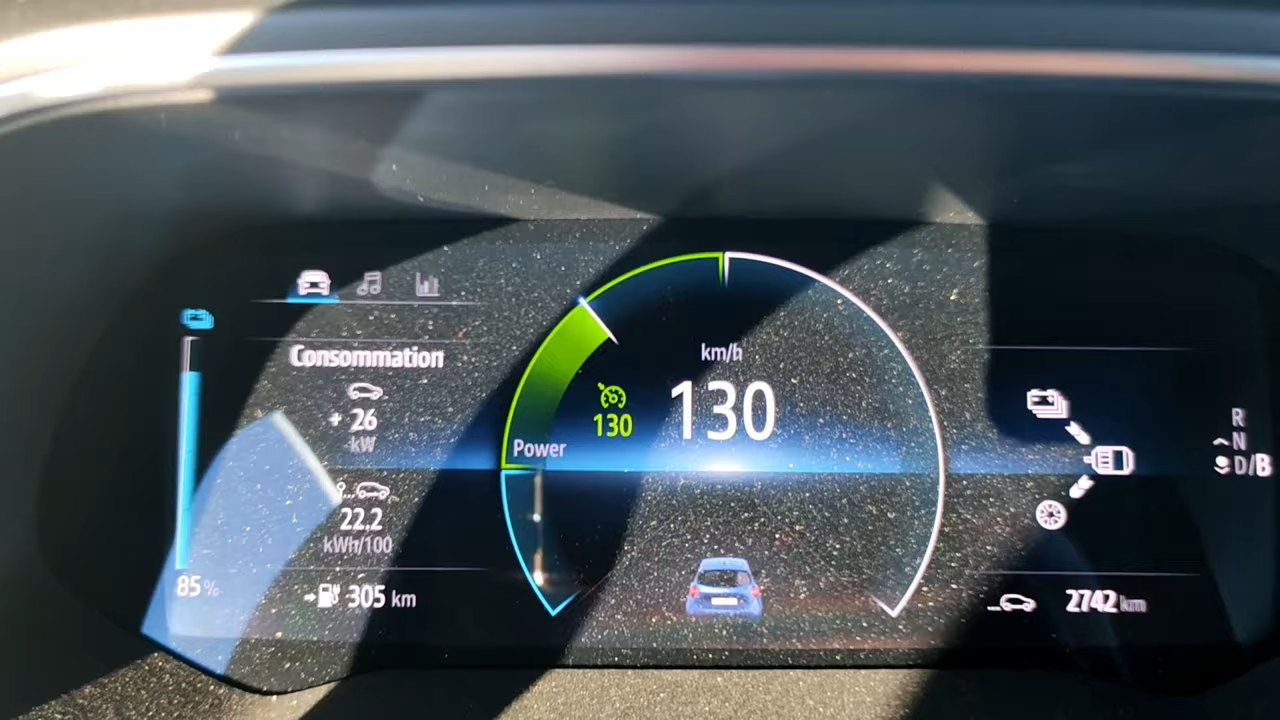 Consommation
+ 26
kW
22.2
kWh/100
85 %
305 km
km/h
130
130
Power
R
N
D/B
2742 km